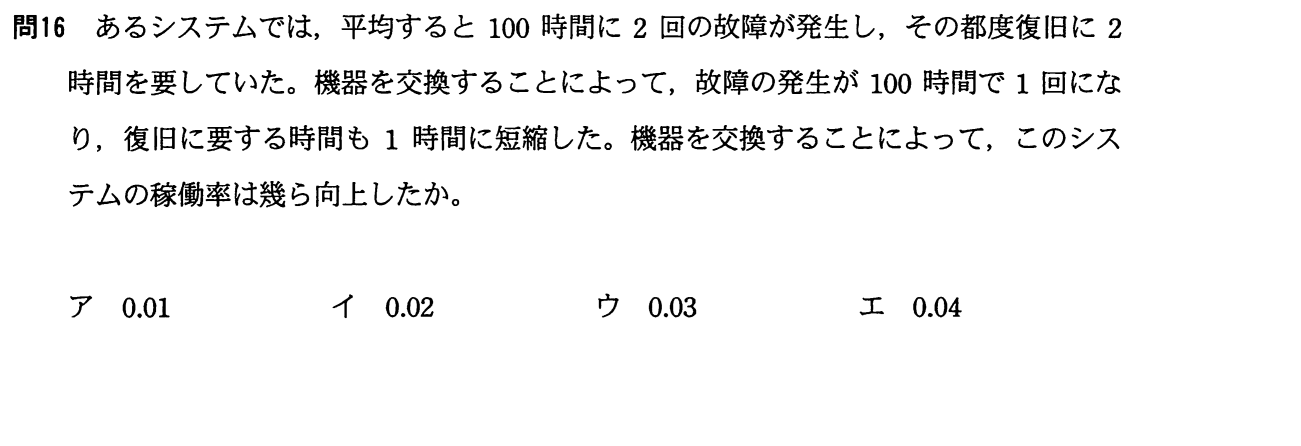 問16 あるシステムでは，平均すると 100 時間に 2 回の故障が発生し，その都度復旧に 2
時間を要していた。機器を交換することによって，故障の発生が 100 時間で 1 回にな
り，復旧に要する時間も 1 時間に短縮した。機器を交換することによって，このシス
テムの稼働率は幾ら向上したか。
ア 0.01 イ 0.02 ウ 0.03 エ 0.04